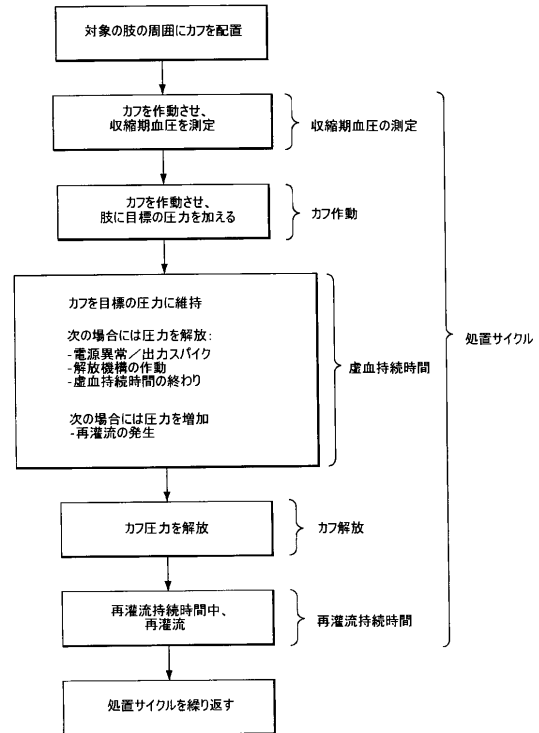 対象の肢の周囲にカフを配置
カフを作動させ、
収縮期血圧を測定
収縮期血圧の測定
カフを作動させ、
肢に目標の圧力を加える
カフ作動
カフを目標の圧力に維持
次の場合には圧力を解放:
-電源異常／出力スパイク
-解放機構の作動
-虚血持続時間の終わり
次の場合には圧力を増加
-再灌流の発生
虚血持続時間
処置サイクル
カフ圧力を解放
カフ解放
再灌流持続時間中、
再灌流
再灌流持続時間
処置サイクルを繰り返す